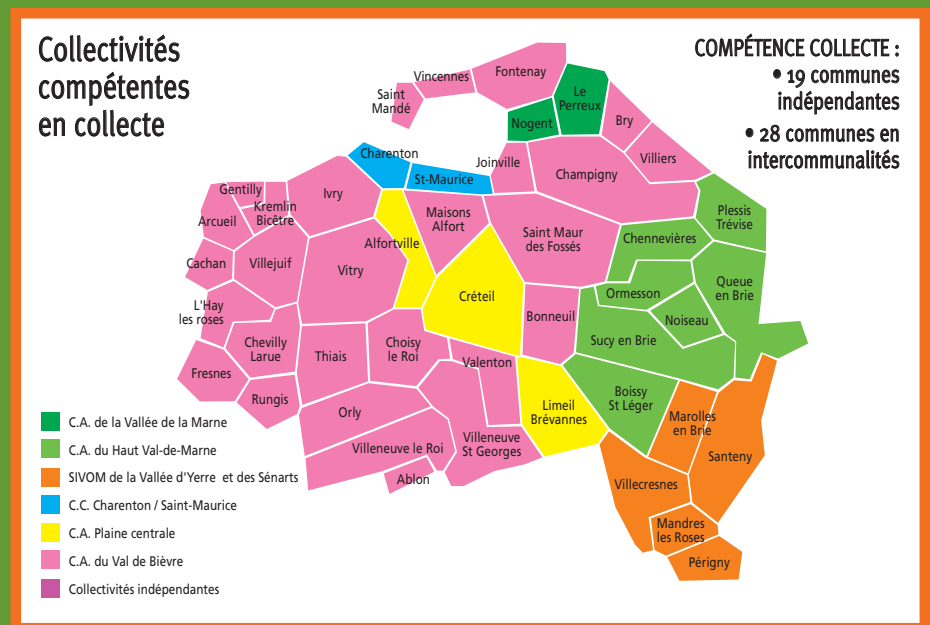 Collectivités
compétentes
en collecte
COMPÉTENCE COLLECTE :
• 19 communes
indépendantes
• 28 communes en
intercommunalités
Vincennes
Fontenay
Saint
Mandé
Le
Perreux
Nogent
Bry
Charenton
Joinville
Villiers
St-Maurice
Champigny
Gentilly
Kremlin
Bicêtre
Ivry
Arcueil
Maisons
Alfort
Plessis
Trévise
Alfortville
Saint Maur
des Fossés
Chennevières
Cachan
Villejuif
Vitry
Créteil
Ormesson
Queue
en Brie
L'Hay
les roses
Bonneuil
Noiseau
Chevilly
Larue
Thiais
Choisy
le Roi
Sucy en Brie
Fresnes
Valenton
Rungis
Orly
Limeil
Brévannes
Boissy
St Léger
Marolles
en Brie
Villeneuve le Roi
Villeneuve
St Georges
Santeny
Ablon
Villecresnes
Mandres
les Roses
Périgny
C.A. de la Vallée de la Marne
C.A. du Haut Val-de-Marne
SIVOM de la Vallée d'Yerre et des Sénarts
C.C. Charenton / Saint-Maurice
C.A. Plaine centrale
C.A. du Val de Bièvre
Collectivités indépendantes